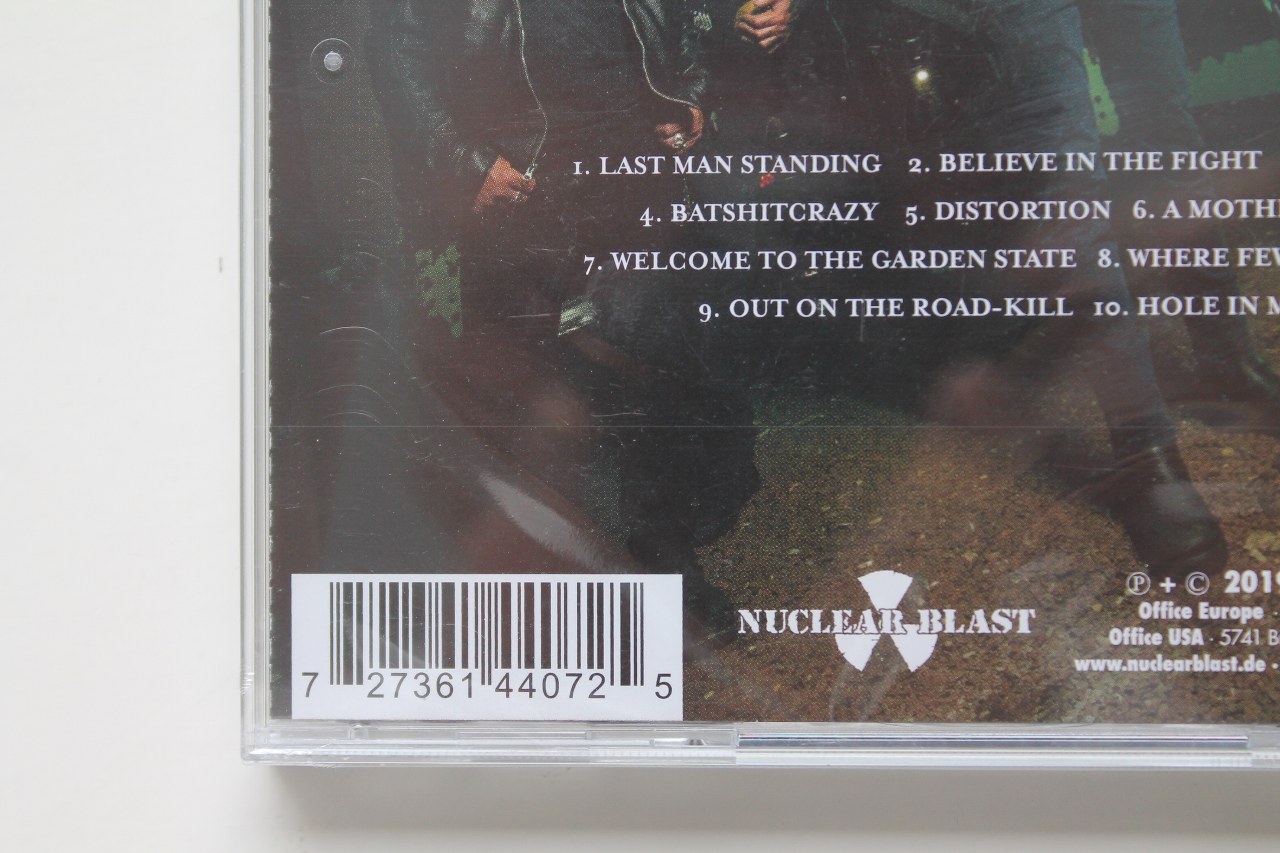 1. LAST MAN STANDING 2. BELIEVE IN THE FIGHT
4. BATSHITCRAZY 5. DISTORTION 6. A MOTH
7. WELCOME TO THE GARDEN STATE 8. WHERE FEW
9. OUT ON THE ROAD-KILL 10. HOLE IN M
NUCLEAR BLAST
℗ + © 2019
Office Europe ·
Office USA · 5741 B
www.nuclearblast.de ·
7 27361 44072 5